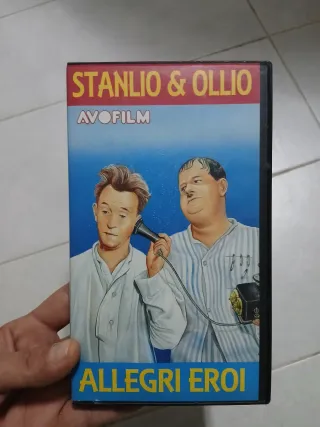 STANLIO & OLLIO
AVOFILM
ALLEGRI EROI